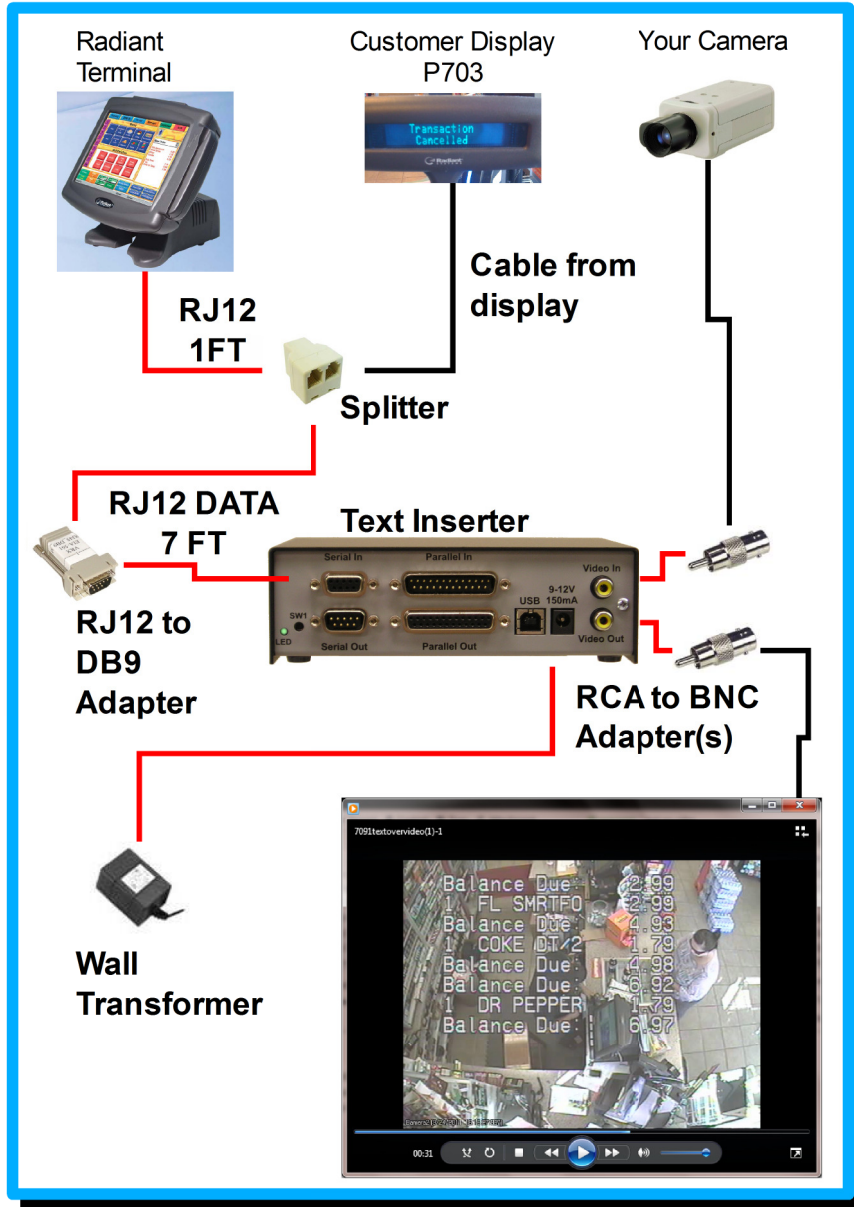 Radiant
Terminal
Customer Display
P703
Your Camera
Transaction
Cancelled
Radiant
Cable from
display
RJ12
1FT
Splitter
RJ12 DATA
7 FT
Text Inserter
Serial In
Parallel In
Video In
9-12V
USB 150mA
SW1
LED
Serial Out
Parallel Out
Video Out
RJ12 to
DB9
Adapter
RCA to BNC
Adapter(s)
Wall
Transformer
7091textovervideo(1)-1
Balance Due: 2.99
1 FL SMRTFO 2.99
Balance Due: 4.93
1 COKE DT/2 1.79
Balance Due: 4.98
Balance Due: 6.92
1 DR PEPPER 1.79
Balance Due: 6.97
00:31